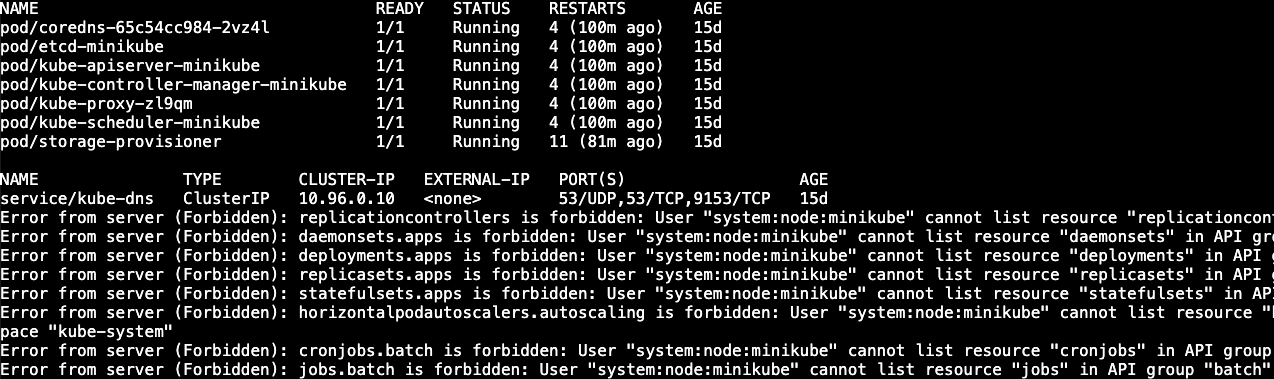 NAME READY STATUS RESTARTS AGE
pod/coredns-65c54cc984-2vz4l 1/1 Running 4 (100m ago) 15d
pod/etcd-minikube 1/1 Running 4 (100m ago) 15d
pod/kube-apiserver-minikube 1/1 Running 4 (100m ago) 15d
pod/kube-controller-manager-minikube 1/1 Running 4 (100m ago) 15d
pod/kube-proxy-zl9qm 1/1 Running 4 (100m ago) 15d
pod/kube-scheduler-minikube 1/1 Running 4 (100m ago) 15d
pod/storage-provisioner 1/1 Running 11 (81m ago) 15d
NAME TYPE CLUSTER-IP EXTERNAL-IP PORT(S) AGE
service/kube-dns ClusterIP 10.96.0.10 <none> 53/UDP,53/TCP,9153/TCP 15d
Error from server (Forbidden): replicationcontrollers is forbidden: User "system:node:minikube" cannot list resource "replicationcon
Error from server (Forbidden): daemonsets.apps is forbidden: User "system:node:minikube" cannot list resource "daemonsets" in API gro
Error from server (Forbidden): deployments.apps is forbidden: User "system:node:minikube" cannot list resource "deployments" in API g
Error from server (Forbidden): replicasets.apps is forbidden: User "system:node:minikube" cannot list resource "replicasets" in API g
Error from server (Forbidden): statefulsets.apps is forbidden: User "system:node:minikube" cannot list resource "statefulsets" in API
Error from server (Forbidden): horizontalpodautoscalers.autoscaling is forbidden: User "system:node:minikube" cannot list resource "h
pace "kube-system"
Error from server (Forbidden): cronjobs.batch is forbidden: User "system:node:minikube" cannot list resource "cronjobs" in API group
Error from server (Forbidden): jobs.batch is forbidden: User "system:node:minikube" cannot list resource "jobs" in API group "batch"